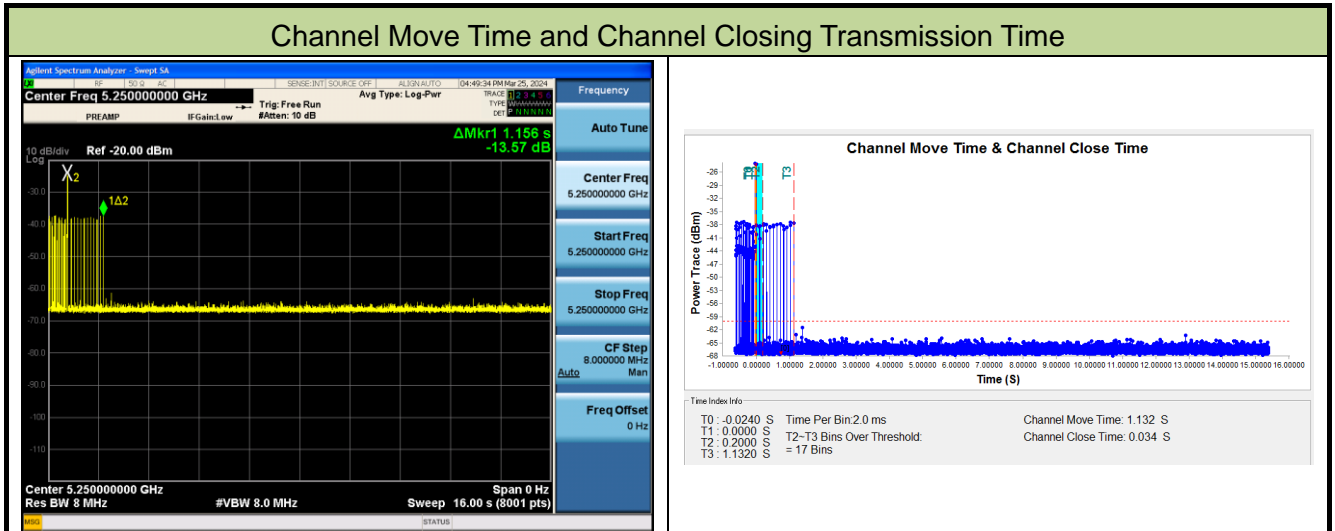 Channel Move Time and Channel Closing Transmission Time
Agilent Spectrum Analyzer - Swept SA
RF 50 Ω AC SENSE:INT SOURCE OFF ALIGN AUTO 04:49:34 PM Mar 25, 2024
Center Freq 5.250000000 GHz
PREAMP IFGain:Low
Trig: Free Run
#Atten: 10 dB
Avg Type: Log-Pwr
TRACE 1 2 3 4 5 6
TYPE
DET P N N N N N
ΔMkr1 1.156 s
-13.57 dB
10 dB/div Ref -20.00 dBm
Log
X2
1Δ2
-30.0
-40.0
-50.0
-60.0
-70.0
-80.0
-90.0
-100
-110
Center 5.250000000 GHz Span 0 Hz
Res BW 8 MHz #VBW 8.0 MHz Sweep 16.00 s (8001 pts)
MSG STATUS
Frequency
Auto Tune
Center Freq
5.250000000 GHz
Start Freq
5.250000000 GHz
Stop Freq
5.250000000 GHz
CF Step
8.000000 MHz
Auto Man
Freq Offset
0 Hz
Channel Move Time & Channel Close Time
Power Trace (dBm)
-26
-29
-32
-35
-38
-41
-44
-47
-50
-53
-56
-59
-62
-65
-68
T3
-1.00000 0.00000 1.00000 2.00000 3.00000 4.00000 5.00000 6.00000 7.00000 8.00000 9.00000 10.00000 11.00000 12.00000 13.00000 14.00000 15.00000 16.00000
Time (S)
Time Index Info
T0 : -0.0240 S
T1 : 0.0000 S
T2 : 0.2000 S
T3 : 1.1320 S
Time Per Bin:2.0 ms
T2~T3 Bins Over Threshold:
= 17 Bins
Channel Move Time: 1.132 S
Channel Close Time: 0.034 S